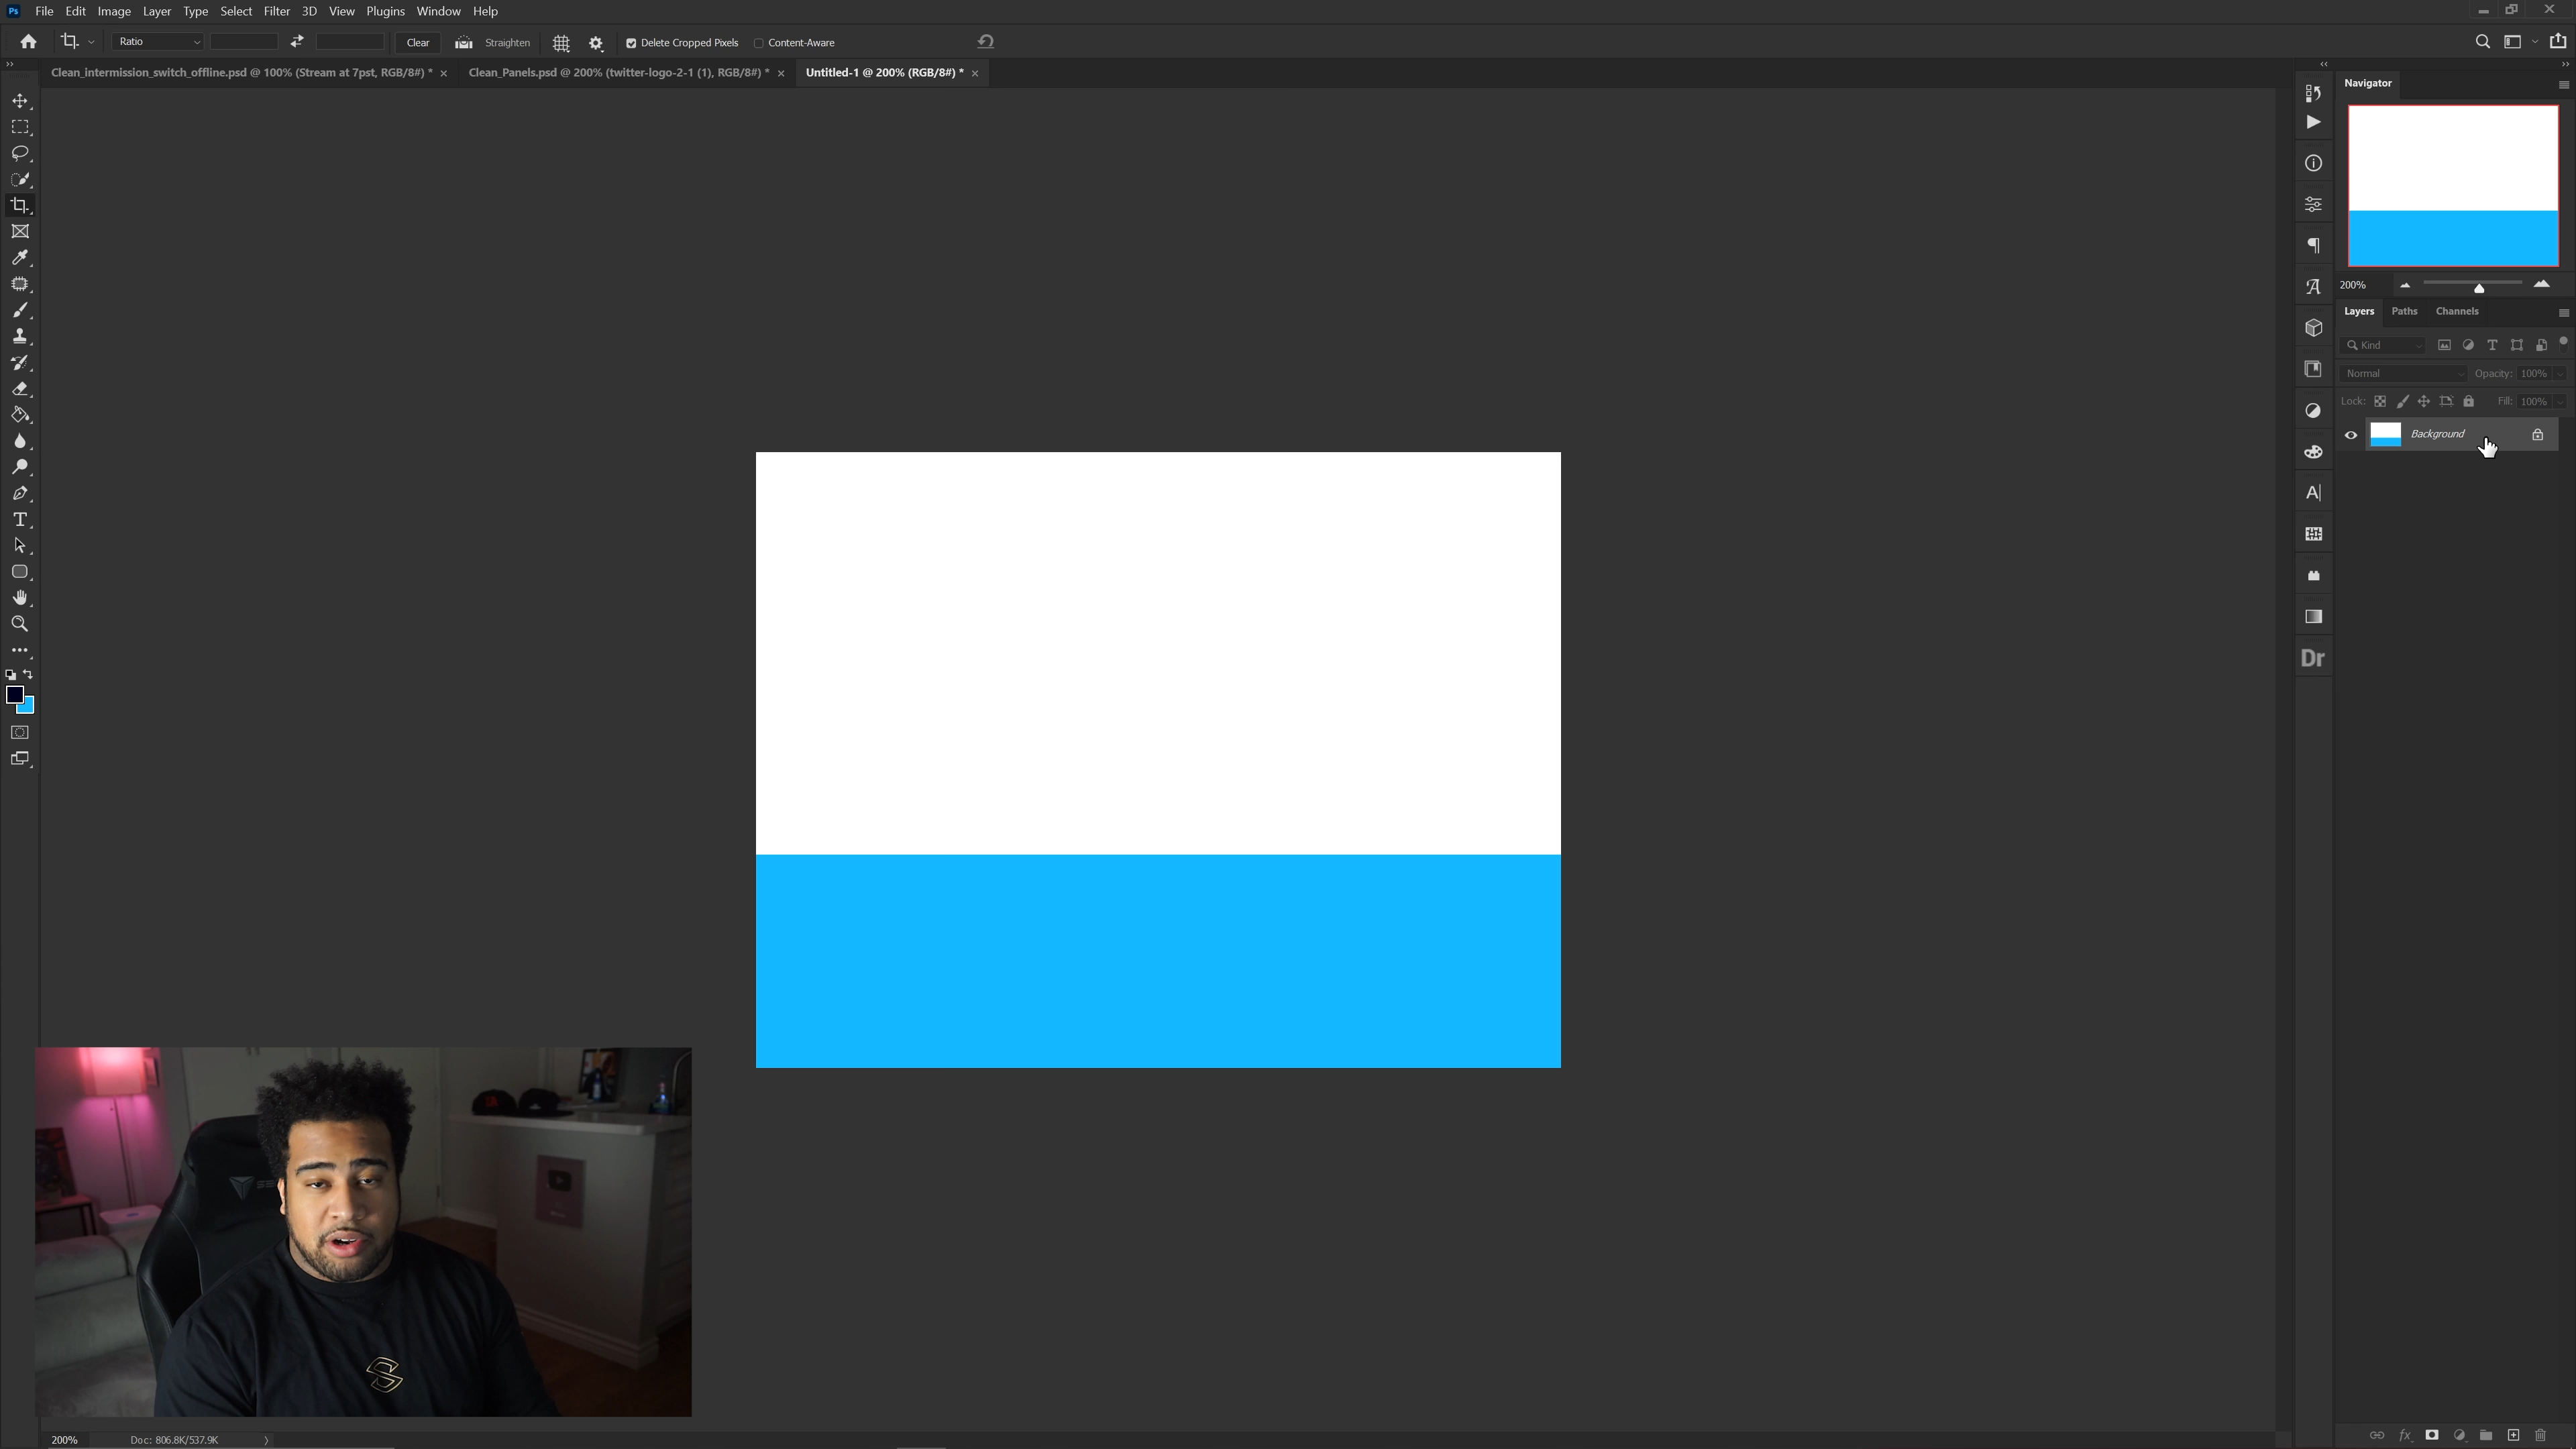 Ps File Edit Image Layer Type Select Filter 3D View Plugins Window Help
Ratio Clear Straighten Delete Cropped Pixels Content-Aware
Clean_intermission_switch_offline.psd @ 100% (Stream at 7pst, RGB/8#) * Clean_Panels.psd @ 200% (twitter-logo-2-1 (1), RGB/8#) * Untitled-1 @ 200% (RGB/8#) *
Navigator
200%
Layers Paths Channels
Kind
Normal Opacity: 100%
Lock: Fill: 100%
Background
Dr
200% Doc: 806.8K/537.9K